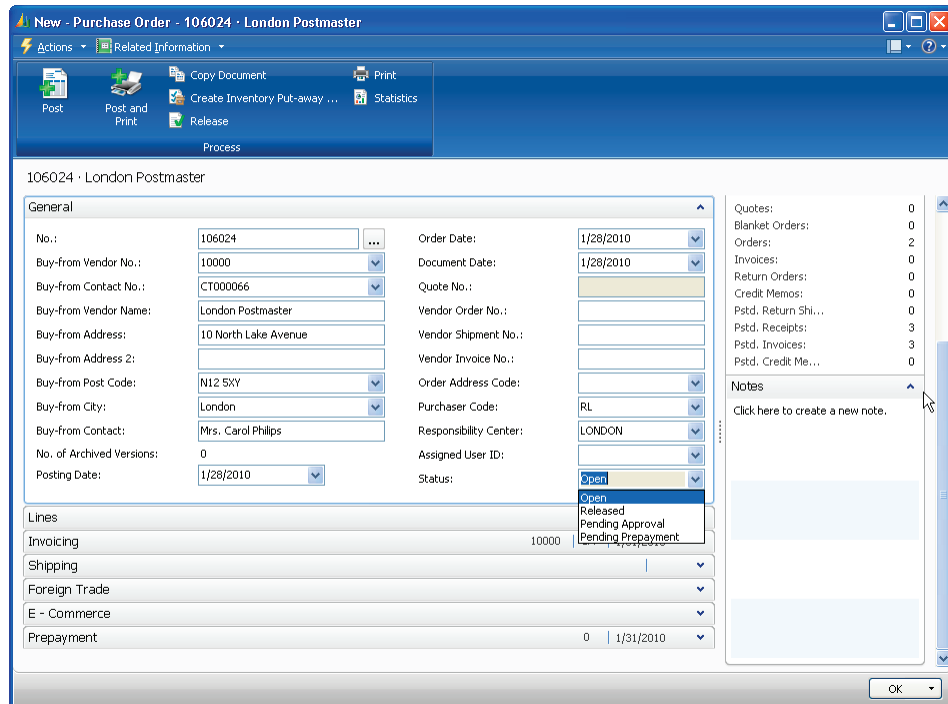 New - Purchase Order - 106024 · London Postmaster
Actions Related Information
Post
Post and Print
Copy Document
Create Inventory Put-away ...
Release
Print
Statistics
Process
106024 · London Postmaster
General
No.: 106024 ...
Buy-from Vendor No.: 10000
Buy-from Contact No.: CT000066
Buy-from Vendor Name: London Postmaster
Buy-from Address: 10 North Lake Avenue
Buy-from Address 2:
Buy-from Post Code: N12 5XY
Buy-from City: London
Buy-from Contact: Mrs. Carol Philips
No. of Archived Versions: 0
Posting Date: 1/28/2010
Order Date: 1/28/2010
Document Date: 1/28/2010
Quote No.:
Vendor Order No.:
Vendor Shipment No.:
Vendor Invoice No.:
Order Address Code:
Purchaser Code: RL
Responsibility Center: LONDON
Assigned User ID:
Status: Open
Open
Released
Pending Approval
Pending Prepayment
Lines
Invoicing 10000 1/31/2010
Shipping
Foreign Trade
E - Commerce
Prepayment 0 1/31/2010
Quotes: 0
Blanket Orders: 0
Orders: 2
Invoices: 0
Return Orders: 0
Credit Memos: 0
Pstd. Return Shi... 0
Pstd. Receipts: 3
Pstd. Invoices: 3
Pstd. Credit Me... 0
Notes
Click here to create a new note.
OK